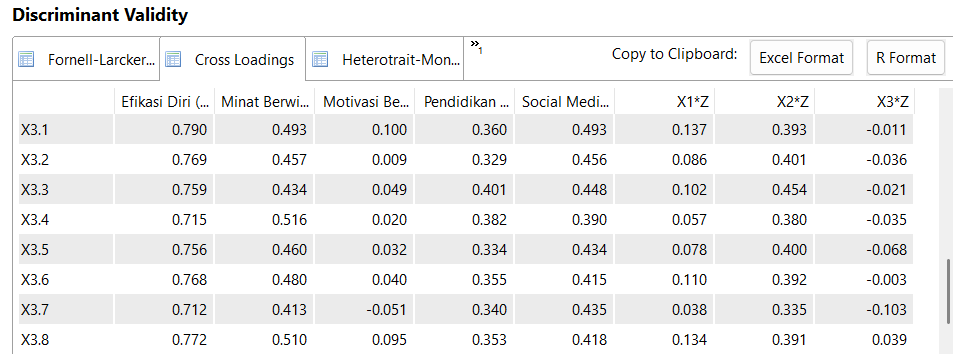 Discriminant Validity
Fornell-Larcker... Cross Loadings Heterotrait-Mon... »1 Copy to Clipboard: Excel Format R Format
Efikasi Diri (... Minat Berwi... Motivasi Be... Pendidikan ... Social Medi... X1*Z X2*Z X3*Z
X3.1 0.790 0.493 0.100 0.360 0.493 0.137 0.393 -0.011
X3.2 0.769 0.457 0.009 0.329 0.456 0.086 0.401 -0.036
X3.3 0.759 0.434 0.049 0.401 0.448 0.102 0.454 -0.021
X3.4 0.715 0.516 0.020 0.382 0.390 0.057 0.380 -0.035
X3.5 0.756 0.460 0.032 0.334 0.434 0.078 0.400 -0.068
X3.6 0.768 0.480 0.040 0.355 0.415 0.110 0.392 -0.003
X3.7 0.712 0.413 -0.051 0.340 0.435 0.038 0.335 -0.103
X3.8 0.772 0.510 0.095 0.353 0.418 0.134 0.391 0.039